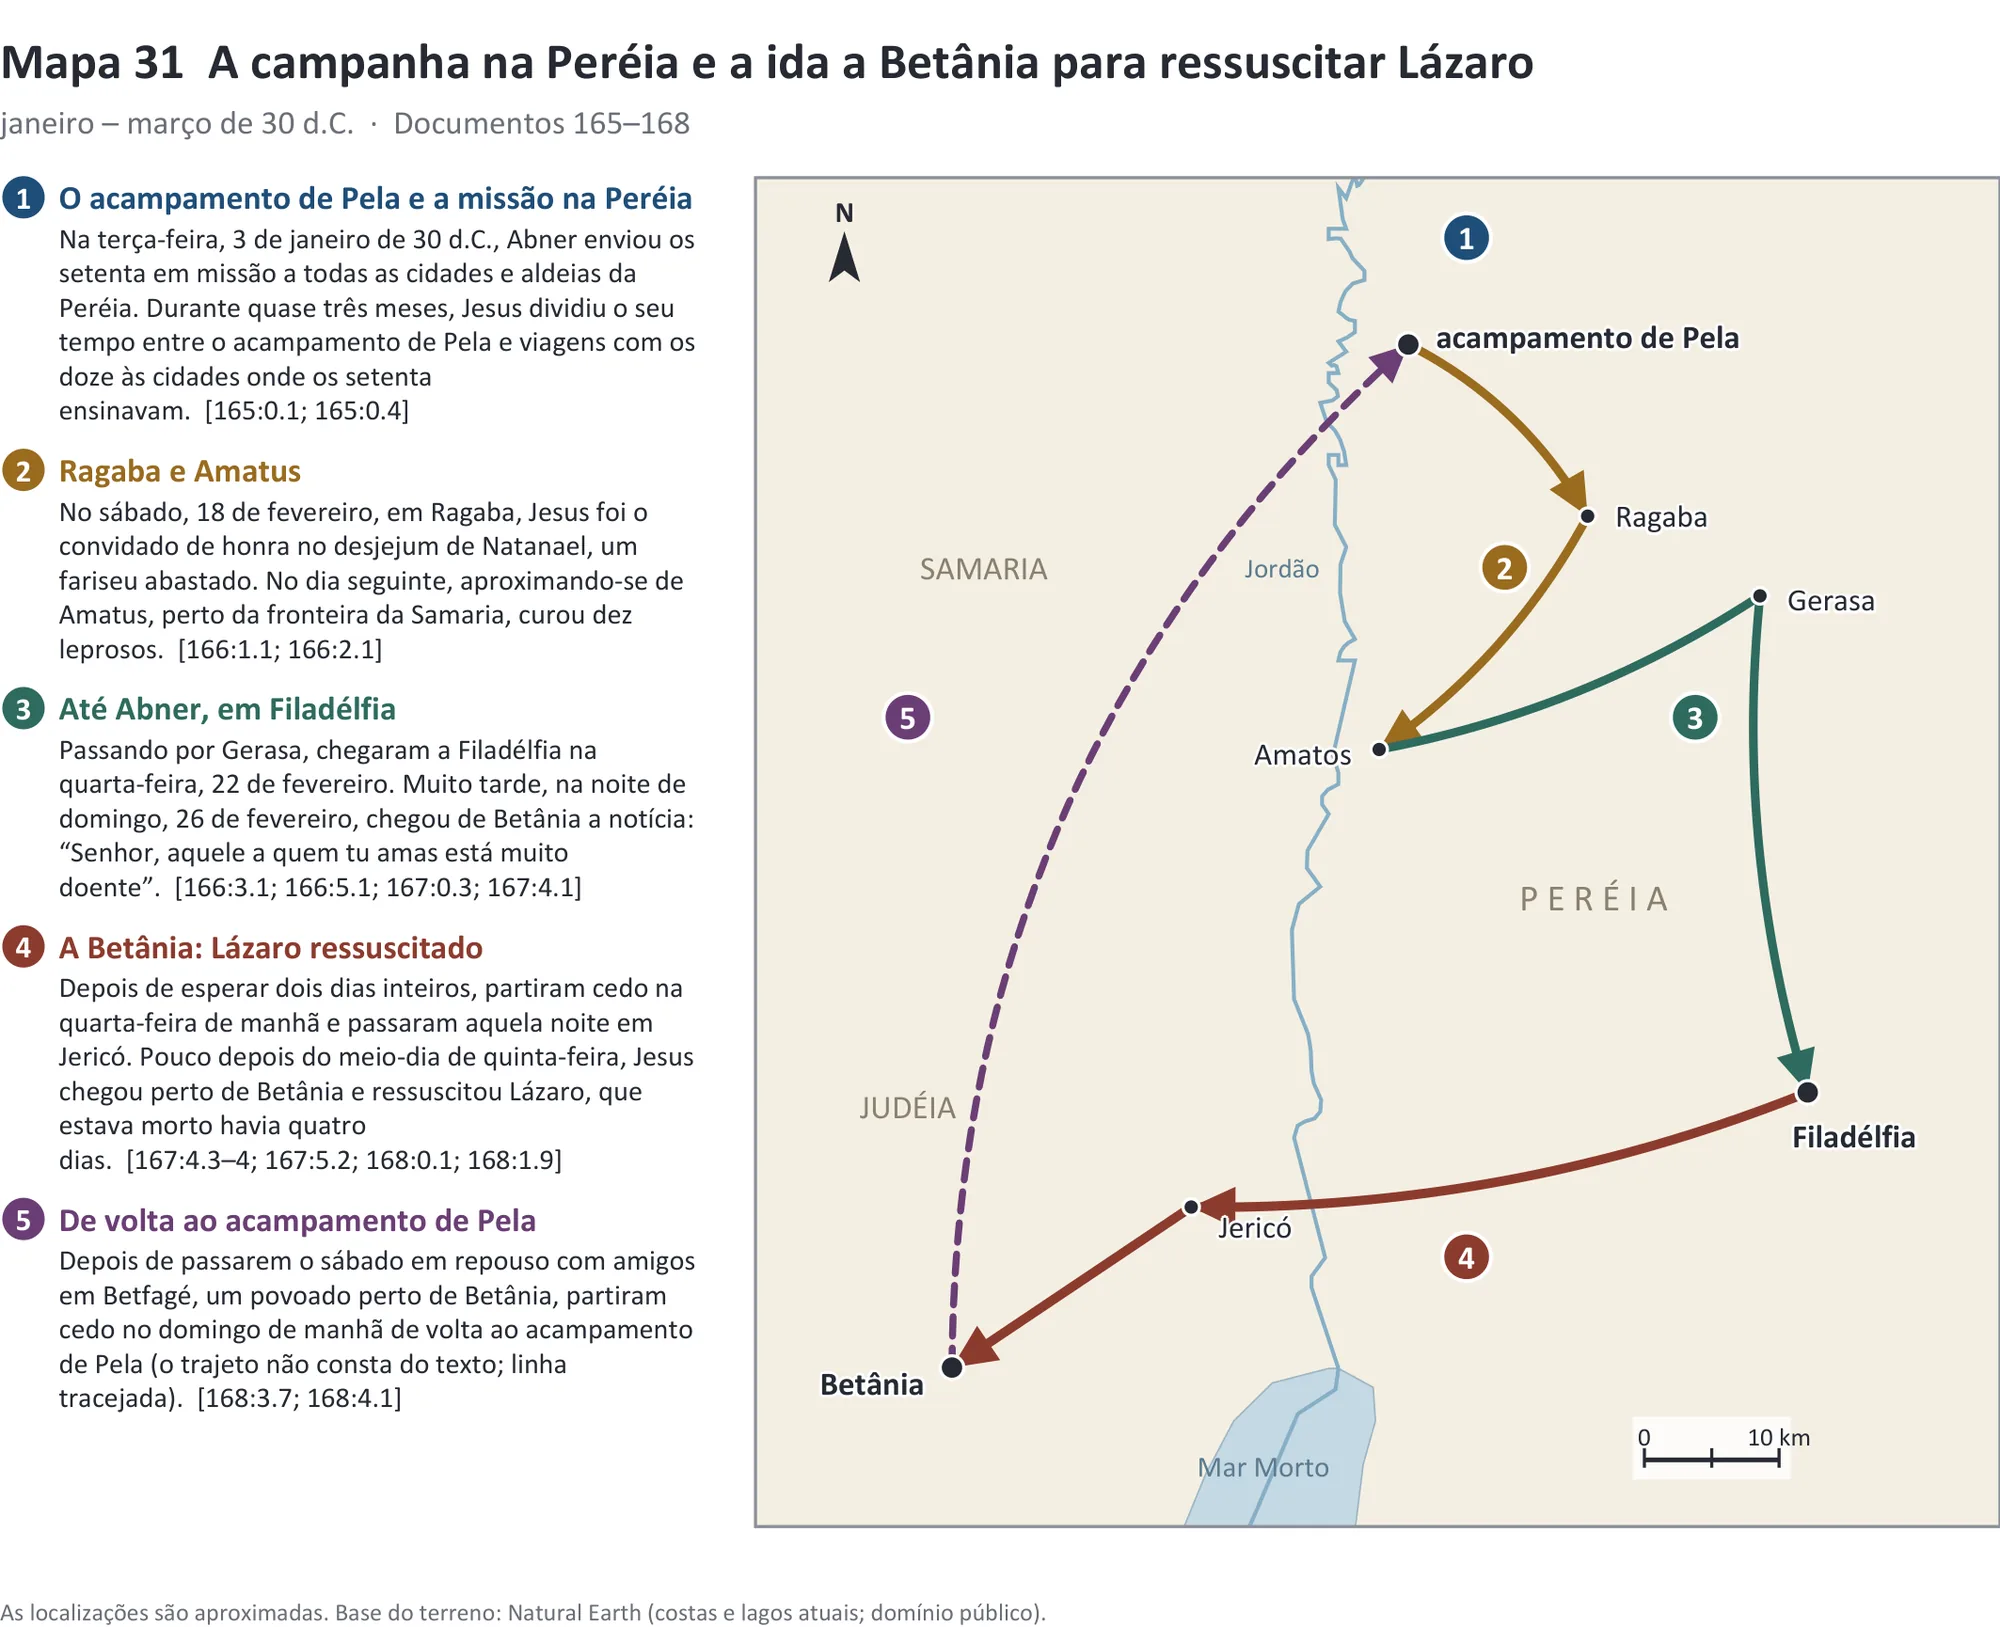 Mapa 31 A campanha na Peréia e a ida a Betânia para ressuscitar Lázaro
janeiro – março de 30 d.C. · Documentos 165–168
1 O acampamento de Pela e a missão na Peréia
Na terça-feira, 3 de janeiro de 30 d.C., Abner enviou os
setenta em missão a todas as cidades e aldeias da
Peréia. Durante quase três meses, Jesus dividiu o seu
tempo entre o acampamento de Pela e viagens com os
doze às cidades onde os setenta
ensinavam. [165:0.1; 165:0.4]
2 Ragaba e Amatus
No sábado, 18 de fevereiro, em Ragaba, Jesus foi o
convidado de honra no desjejum de Natanael, um
fariseu abastado. No dia seguinte, aproximando-se de
Amatus, perto da fronteira da Samaria, curou dez
leprosos. [166:1.1; 166:2.1]
3 Até Abner, em Filadélfia
Passando por Gerasa, chegaram a Filadélfia na
quarta-feira, 22 de fevereiro. Muito tarde, na noite de
domingo, 26 de fevereiro, chegou de Betânia a notícia:
“Senhor, aquele a quem tu amas está muito
doente”. [166:3.1; 166:5.1; 167:0.3; 167:4.1]
4 A Betânia: Lázaro ressuscitado
Depois de esperar dois dias inteiros, partiram cedo na
quarta-feira de manhã e passaram aquela noite em
Jericó. Pouco depois do meio-dia de quinta-feira, Jesus
chegou perto de Betânia e ressuscitou Lázaro, que
estava morto havia quatro
dias. [167:4.3–4; 167:5.2; 168:0.1; 168:1.9]
5 De volta ao acampamento de Pela
Depois de passarem o sábado em repouso com amigos
em Betfagé, um povoado perto de Betânia, partiram
cedo no domingo de manhã de volta ao acampamento
de Pela (o trajeto não consta do texto; linha
tracejada). [168:3.7; 168:4.1]
N
1
acampamento de Pela
Ragaba
SAMARIA
Jordão
2
Gerasa
5
3
Amatos
PERÉIA
JUDÉIA
Filadélfia
Jericó
4
Betânia
Mar Morto
0 10 km
As localizações são aproximadas. Base do terreno: Natural Earth (costas e lagos atuais; domínio público).